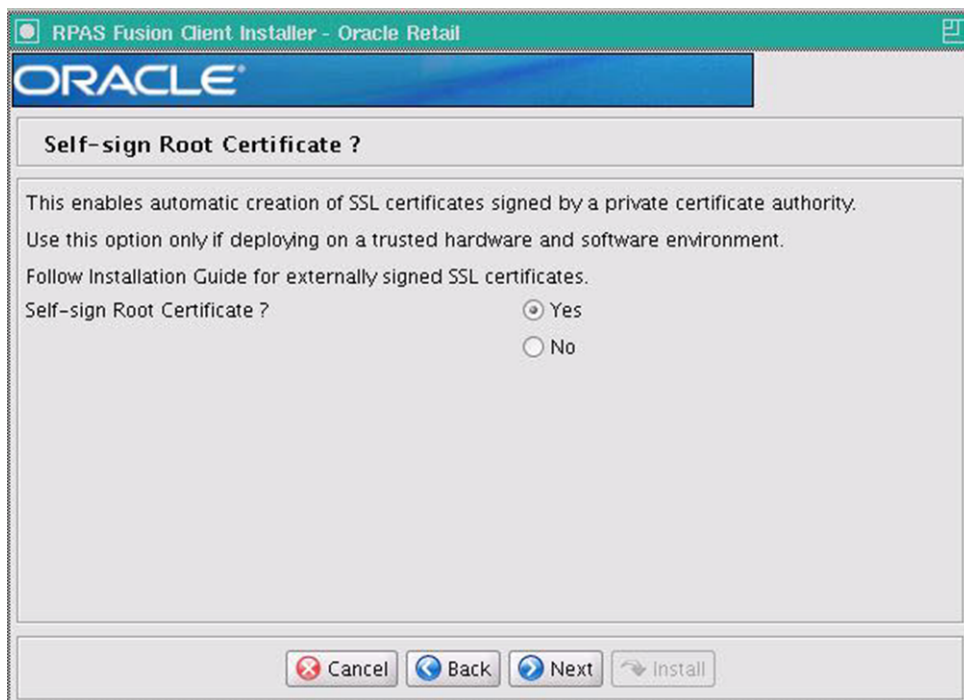 RPAS Fusion Client Installer - Oracle Retail
ORACLE®
Self-sign Root Certificate ?
This enables automatic creation of SSL certificates signed by a private certificate authority.
Use this option only if deploying on a trusted hardware and software environment.
Follow Installation Guide for externally signed SSL certificates.
Self-sign Root Certificate ? Yes
No
Cancel Back Next Install